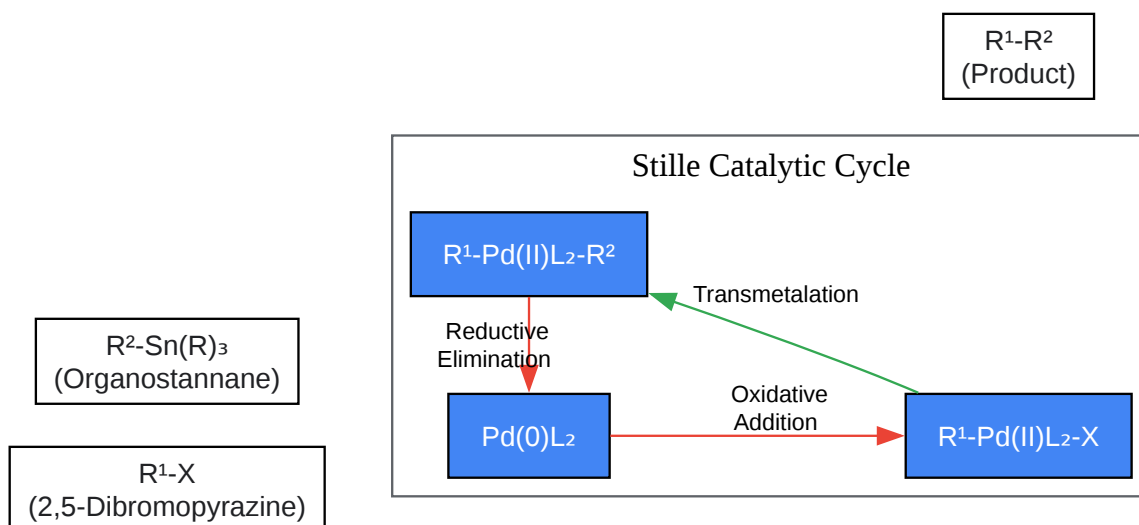 R¹-R²
(Product)
Stille Catalytic Cycle
R¹-Pd(II)L₂-R²
Transmetalation
Reductive
Elimination
R²-Sn(R)₃
(Organostannane)
Oxidative
Addition
Pd(0)L₂
R¹-Pd(II)L₂-X
R¹-X
(2,5-Dibromopyrazine)